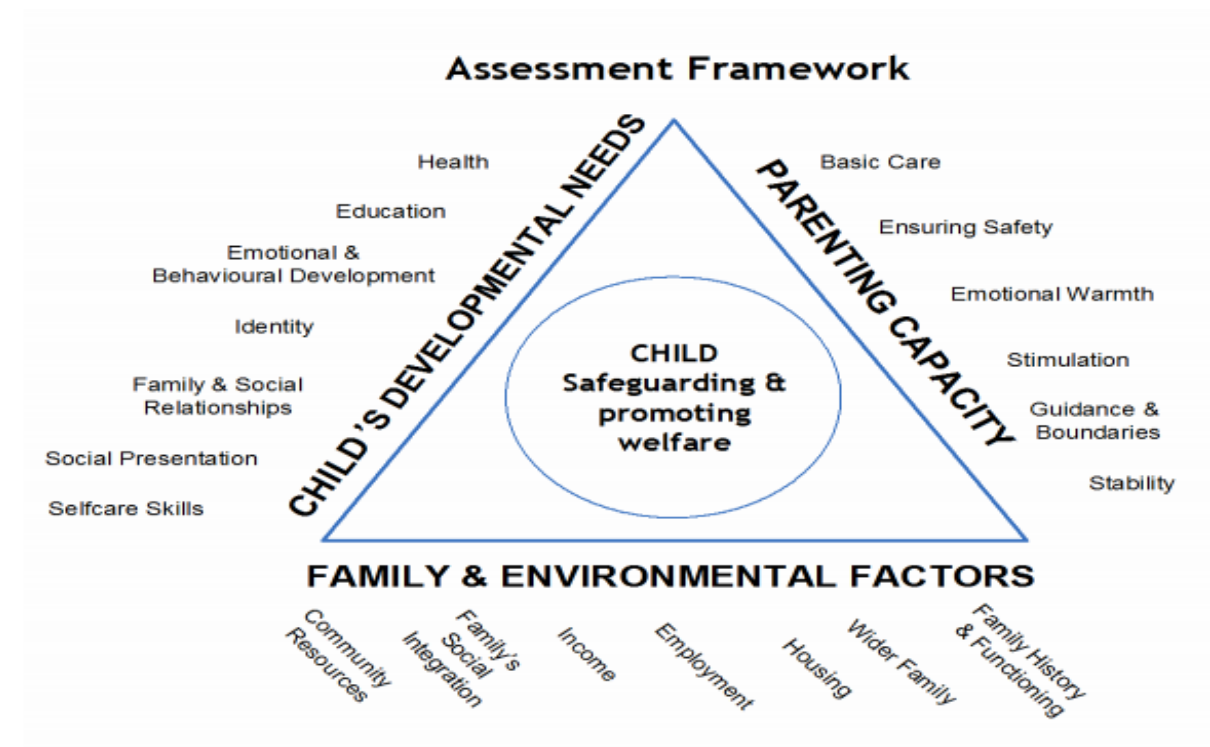 Assessment Framework
CHILD'S DEVELOPMENTAL NEEDS
Health
Education
Emotional &
Behavioural Development
Identity
Family & Social
Relationships
Social Presentation
Selfcare Skills
PARENTING CAPACITY
Basic Care
Ensuring Safety
Emotional Warmth
Stimulation
Guidance &
Boundaries
Stability
CHILD
Safeguarding &
promoting
welfare
FAMILY & ENVIRONMENTAL FACTORS
Community
Resources
Family's
Social
Integration
Income
Employment
Housing
Wider Family
Family History
& Functioning